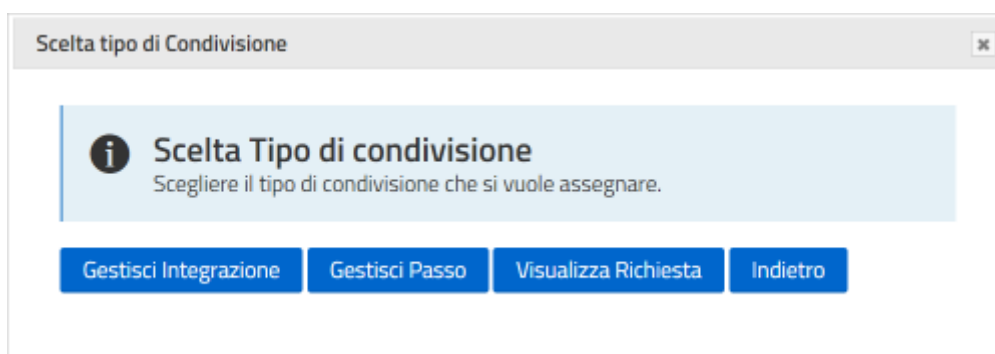 Scelta tipo di Condivisione
Scelta Tipo di condivisione
Scegliere il tipo di condivisione che si vuole assegnare.
Gestisci Integrazione Gestisci Passo Visualizza Richiesta Indietro